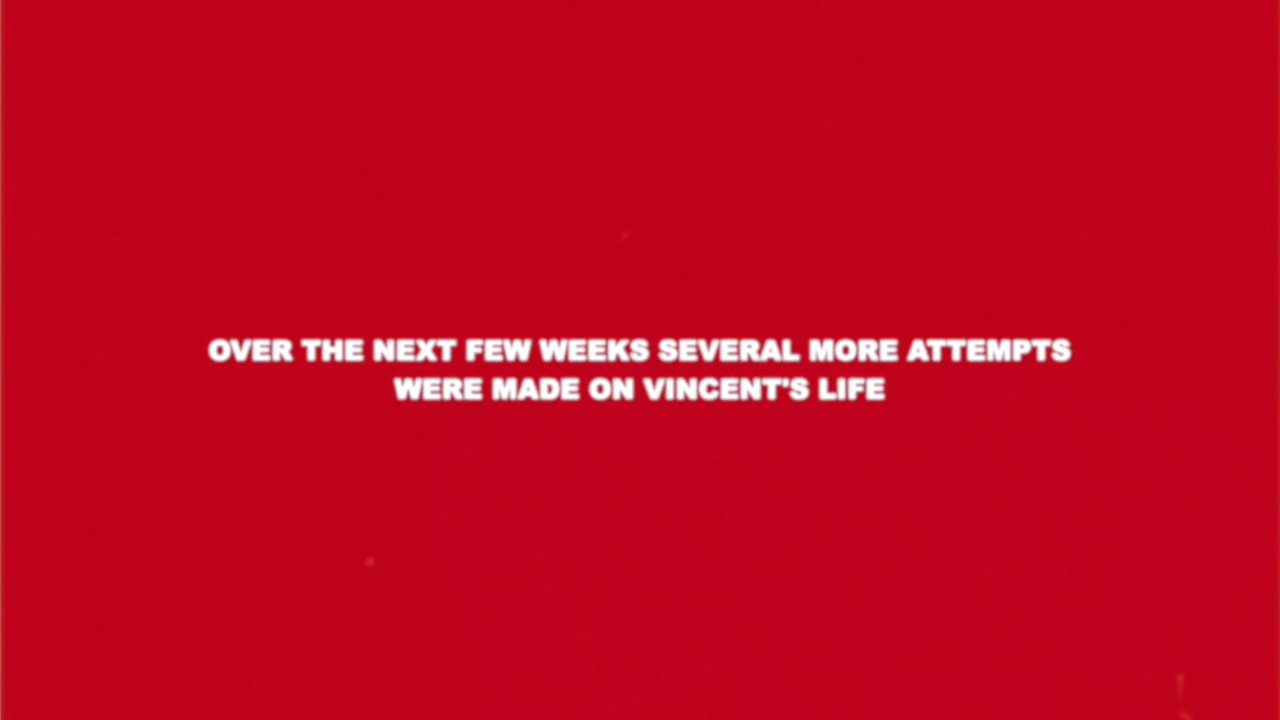 OVER THE NEXT FEW WEEKS SEVERAL MORE ATTEMPTS
WERE MADE ON VINCENT'S LIFE